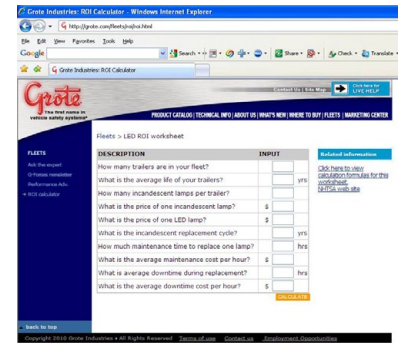 Grote Industries: ROI Calculator - Windows Internet Explorer
http://grote.com/fleets/roi/roi.html
File Edit View Favorites Tools Help
Google Search Share Check Translate
Grote Industries: ROI Calculator
Contact Us | Site Map
Click here for
LIVE HELP
Grote
The first name in
vehicle safety systems
PRODUCT CATALOG | TECHNICAL INFO | ABOUT US | WHAT'S NEW | WHERE TO BUY | FLEETS | MARKETING CENTER
Fleets > LED ROI worksheet
FLEETS
Ask the expert
newsletter
Performance Adv.
ROI calculator
DESCRIPTION INPUT
How many trailers are in your fleet?
What is the average life of your trailers? yrs
How many incandescent lamps per trailer?
What is the price of one incandescent lamp? $
What is the price of one LED lamp? $
What is the incandescent replacement cycle? yrs
How much maintenance time to replace one lamp? hrs
What is the average maintenance cost per hour? $
What is average downtime during replacement? hrs
What is the average downtime cost per hour? $
CALCULATE
Related information
Click here to view
calculation formulas for this
worksheet.
NHTSA web site
back to top
Copyright 2010 Grote Industries • All Rights Reserved Terms of use Contact us Employment Opportunities